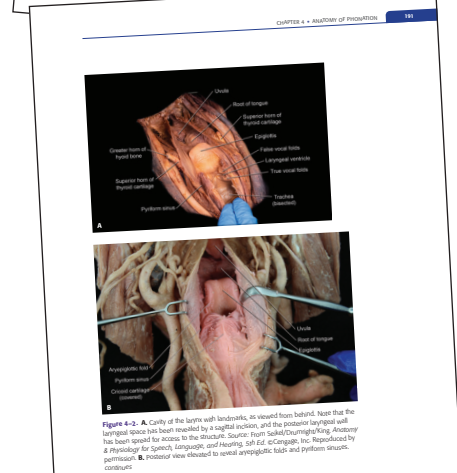 CHAPTER 4 • ANATOMY OF PHONATION 191
Uvula
Root of tongue
Superior horn of
thyroid cartilage
Epiglottis
Greater horn of
hyoid bone
False vocal folds
Laryngeal ventricle
True vocal folds
Superior horn of
thyroid cartilage
Trachea
(bisected)
Pyriform sinus
A
Uvula
Root of tongue
Epiglottis
Aryepiglottic fold
Pyriform sinus
Cricoid cartilage
B
Figure 4–2. A. Cavity of the larynx with landmarks, as viewed from behind. Note that the
laryngeal space has been revealed by a sagittal incision, and the posterior laryngeal wall
has been spread for access to the structure. Source: From Seikel/Drumright/King. Anatomy
& Physiology for Speech, Language, and Hearing, 5th Ed. ©Cengage, Inc. Reproduced by
permission. B. Posterior view elevated to reveal aryepiglottic folds and pyriform sinuses.
continues